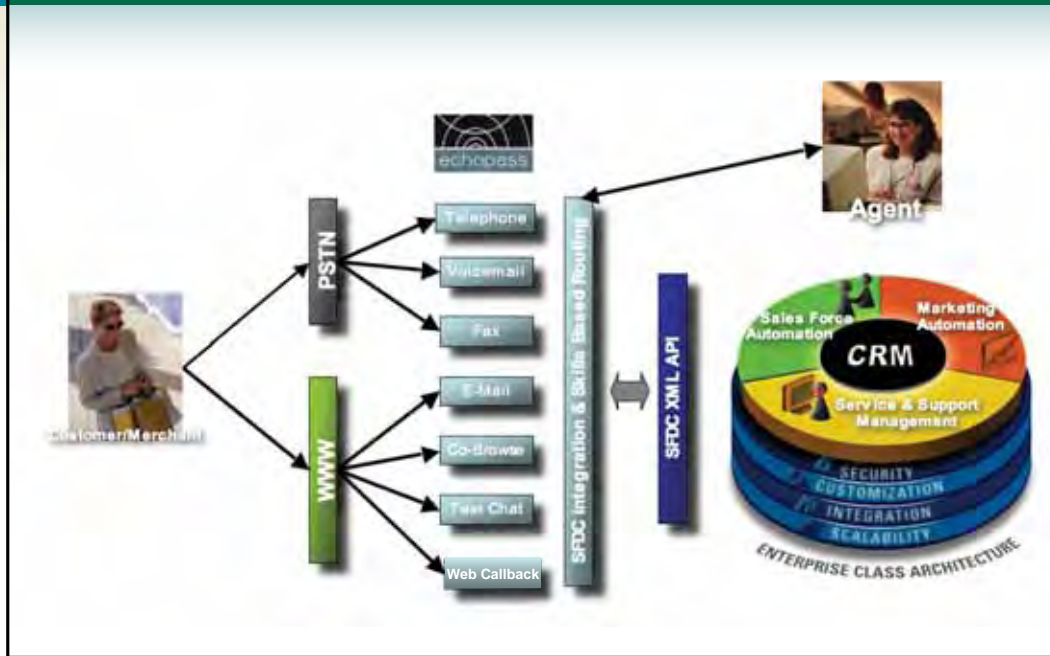 echopass
Agent
PSTN
Telephone
Voicemail
Fax
SFDC Integration & Skills Based Routing
SFDC XML API
Sales Force
Automation
Marketing
Automation
CRM
Service & Support
Management
Customer/Merchant
WWW
E-Mail
Co-Browse
Text Chat
Web Callback
SECURITY
CUSTOMIZATION
INTEGRATION
SCALABILITY
ENTERPRISE CLASS ARCHITECTURE